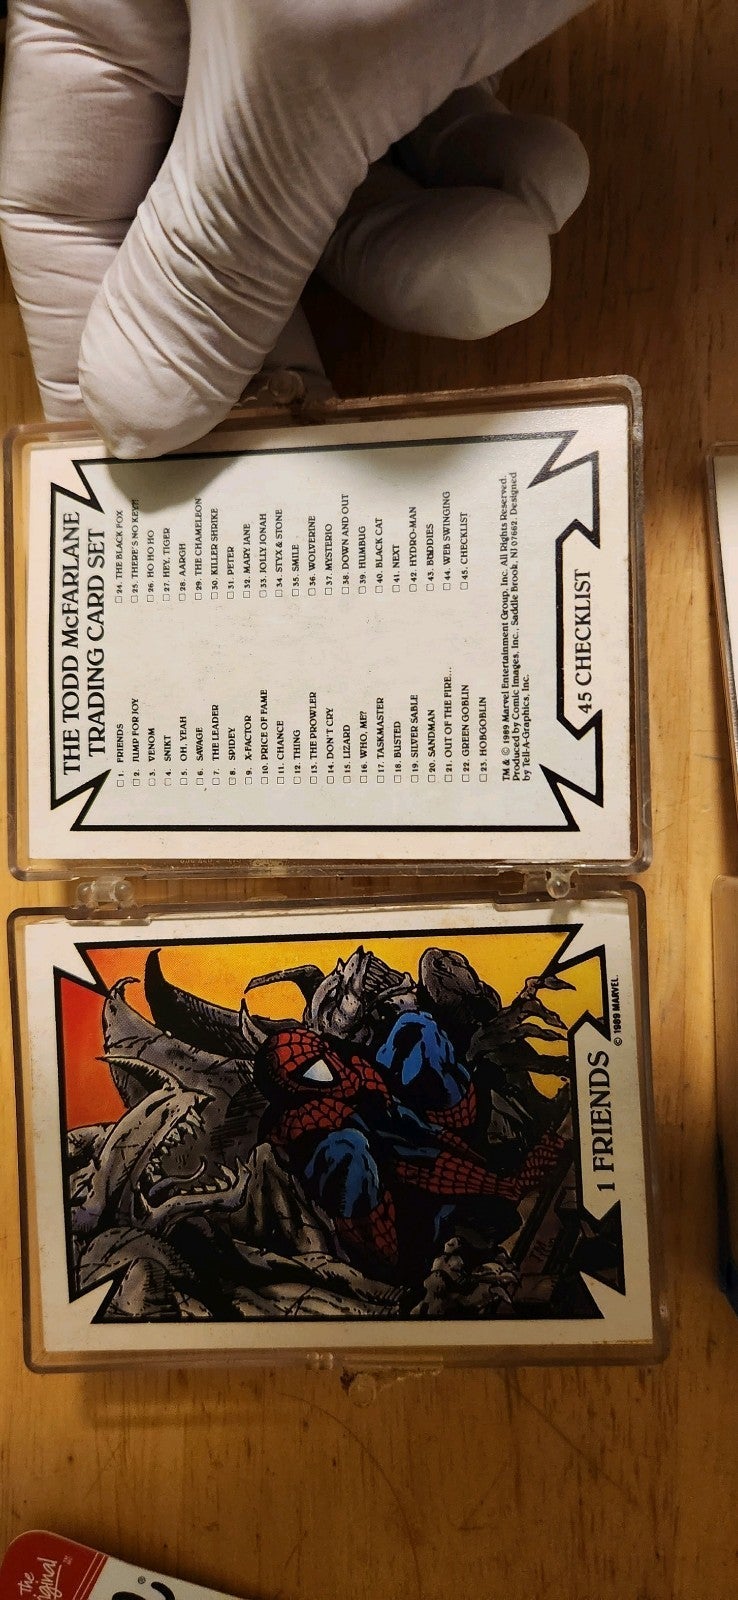 THE TODD McFARLANE
TRADING CARD SET
☐ 1. FRIENDS
☐ 2. JUMP FOR JOY
☐ 3. VENOM
☐ 4. SNIKT
☐ 5. OH, YEAH
☐ 6. SAVAGE
☐ 7. THE LEADER
☐ 8. SPIDEY
☐ 9. X-FACTOR
☐ 10. PRICE OF FAME
☐ 11. CHANCE
☐ 12. THING
☐ 13. THE PROWLER
☐ 14. DON'T CRY
☐ 15. LIZARD
☐ 16. WHO, ME?
☐ 17. TASKMASTER
☐ 18. BUSTED
☐ 19. SILVER SABLE
☐ 20. SANDMAN
☐ 21. OUT OF THE FIRE...
☐ 22. GREEN GOBLIN
☐ 23. HOBGOBLIN
☐ 24. THE BLACK FOX
☐ 25. THERE'S NO KEY?!
☐ 26. HO HO HO
☐ 27. HEY, TIGER
☐ 28. AARGH
☐ 29. THE CHAMELEON
☐ 30. KILLER SHRIKE
☐ 31. PETER
☐ 32. MARY JANE
☐ 33. JOLLY JONAH
☐ 34. STYX & STONE
☐ 35. SMILE
☐ 36. WOLVERINE
☐ 37. MYSTERIO
☐ 38. DOWN AND OUT
☐ 39. HUMBUG
☐ 40. BLACK CAT
☐ 41. NEXT
☐ 42. HYDRO-MAN
☐ 43. BUDDIES
☐ 44. WEB SWINGING
☐ 45. CHECKLIST
TM & © 1989 Marvel Entertainment Group, Inc. All Rights Reserved.
Produced by Comic Images, Inc., Saddle Brook, NJ 07662. Designed
by Tell-A-Graphics, Inc.
45 CHECKLIST
1 FRIENDS
© 1989 MARVEL
the